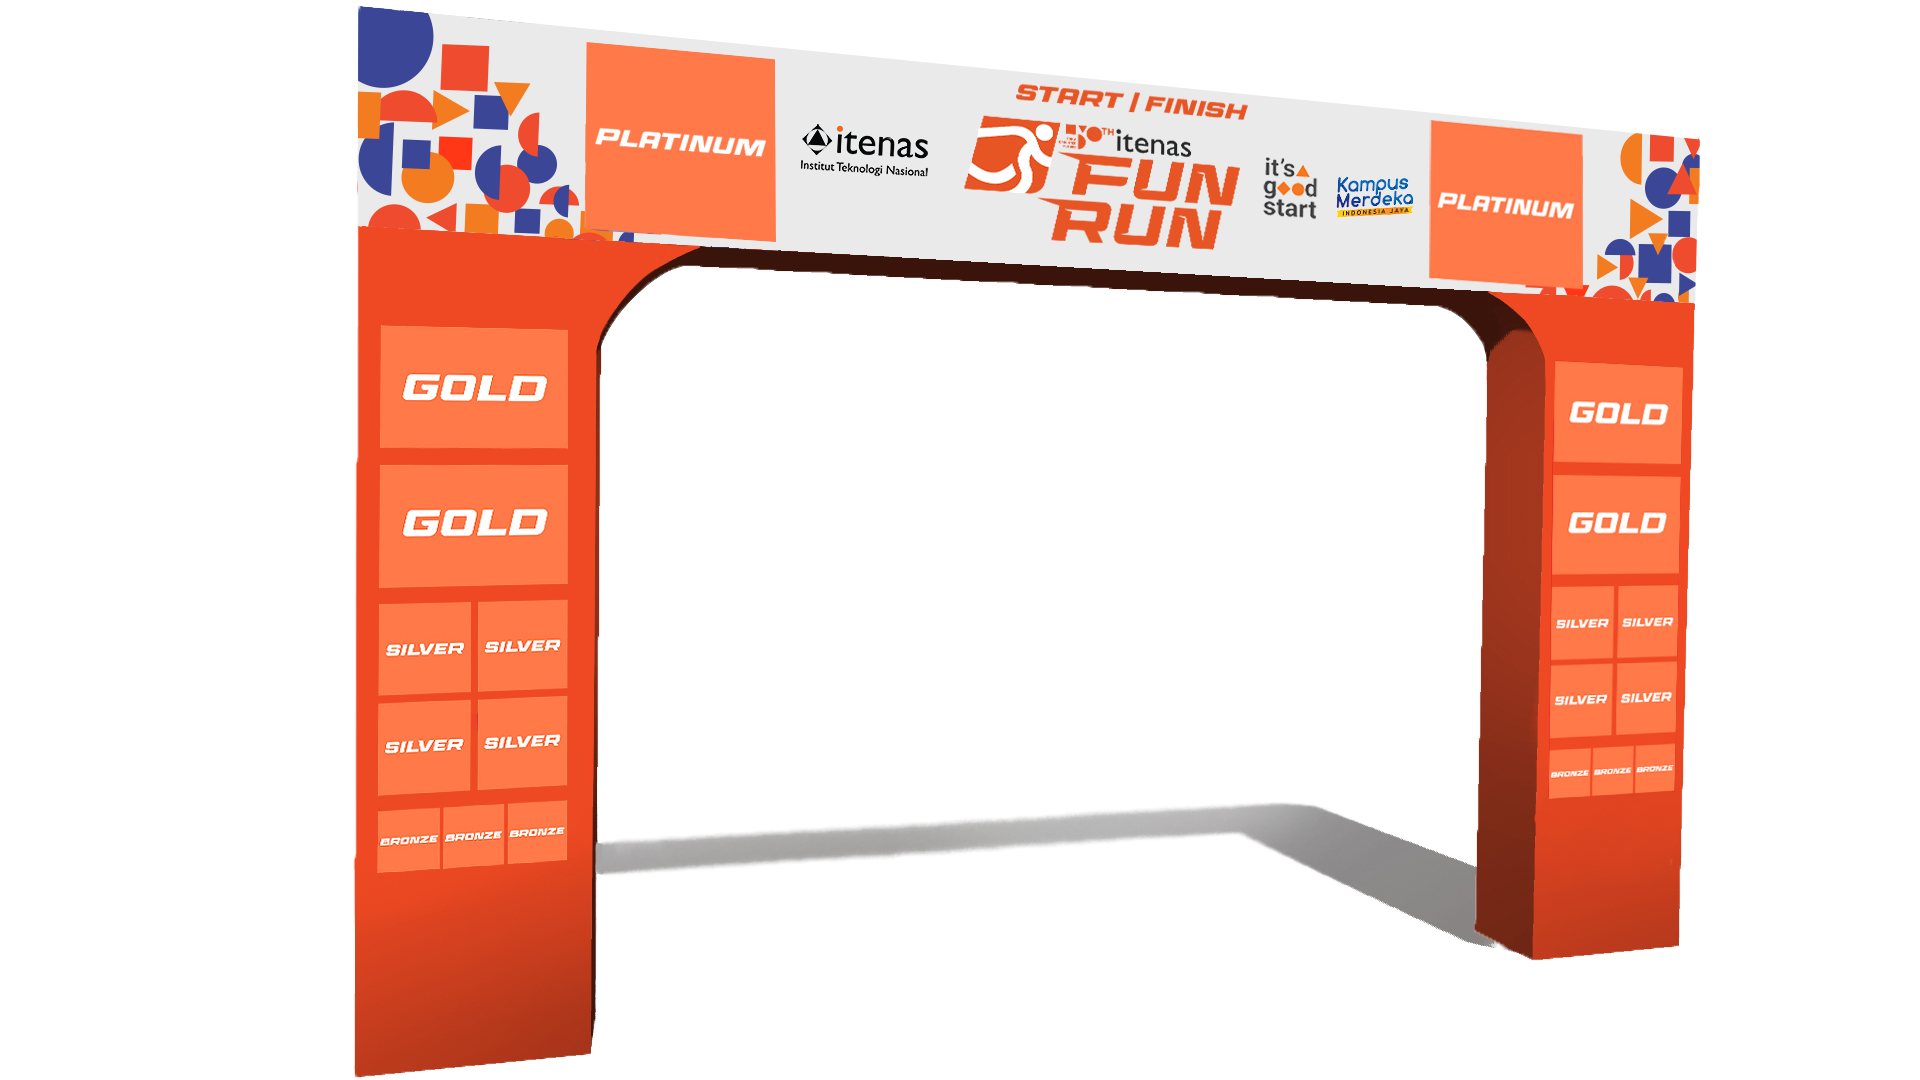 START | FINISH
PLATINUM
itenas
Institut Teknologi Nasional
50TH itenas
FUN
RUN
it's
good
start
Kampus
Merdeka
INDONESIA JAYA
PLATINUM
GOLD
GOLD
SILVER SILVER
SILVER SILVER
BRONZE BRONZE BRONZE
GOLD
GOLD
SILVER SILVER
SILVER SILVER
BRONZE BRONZE BRONZE